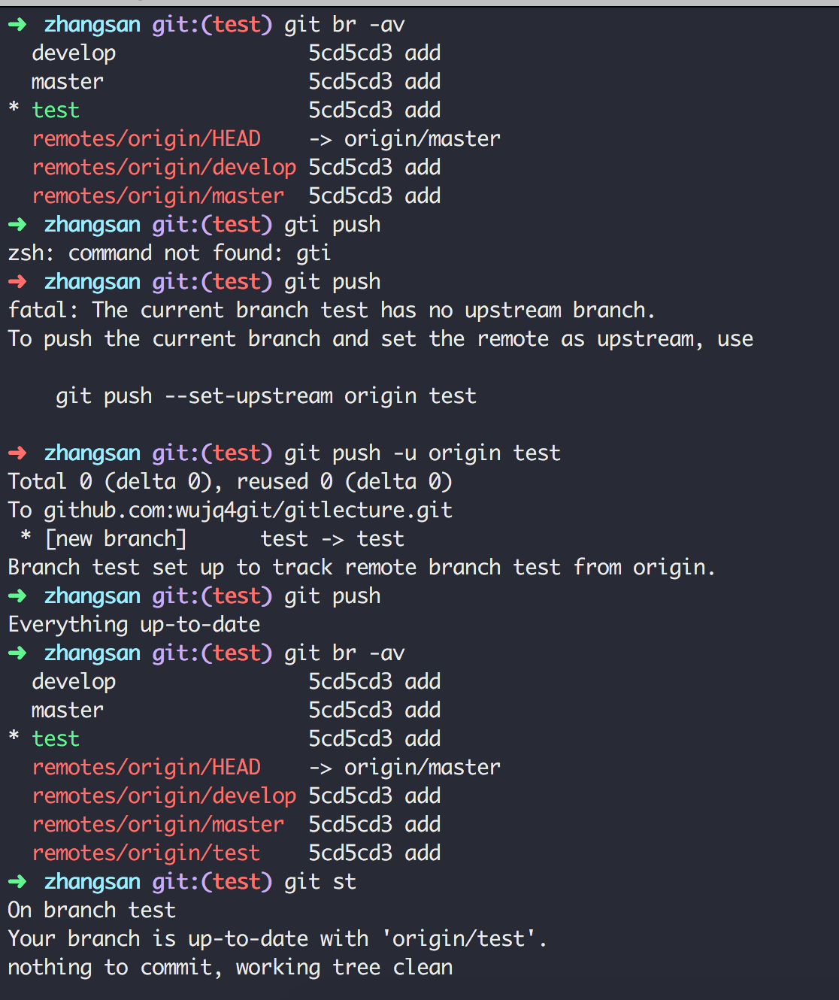 ➜  zhangsan git:(test) git br -av
  develop                5cd5cd3 add
  master                 5cd5cd3 add
* test                   5cd5cd3 add
  remotes/origin/HEAD    -> origin/master
  remotes/origin/develop 5cd5cd3 add
  remotes/origin/master  5cd5cd3 add
➜  zhangsan git:(test) gti push
zsh: command not found: gti
➜  zhangsan git:(test) git push
fatal: The current branch test has no upstream branch.
To push the current branch and set the remote as upstream, use

    git push --set-upstream origin test

➜  zhangsan git:(test) git push -u origin test
Total 0 (delta 0), reused 0 (delta 0)
To github.com:wujq4git/gitlecture.git
 * [new branch]      test -> test
Branch test set up to track remote branch test from origin.
➜  zhangsan git:(test) git push
Everything up-to-date
➜  zhangsan git:(test) git br -av
  develop                5cd5cd3 add
  master                 5cd5cd3 add
* test                   5cd5cd3 add
  remotes/origin/HEAD    -> origin/master
  remotes/origin/develop 5cd5cd3 add
  remotes/origin/master  5cd5cd3 add
  remotes/origin/test    5cd5cd3 add
➜  zhangsan git:(test) git st
On branch test
Your branch is up-to-date with 'origin/test'.
nothing to commit, working tree clean